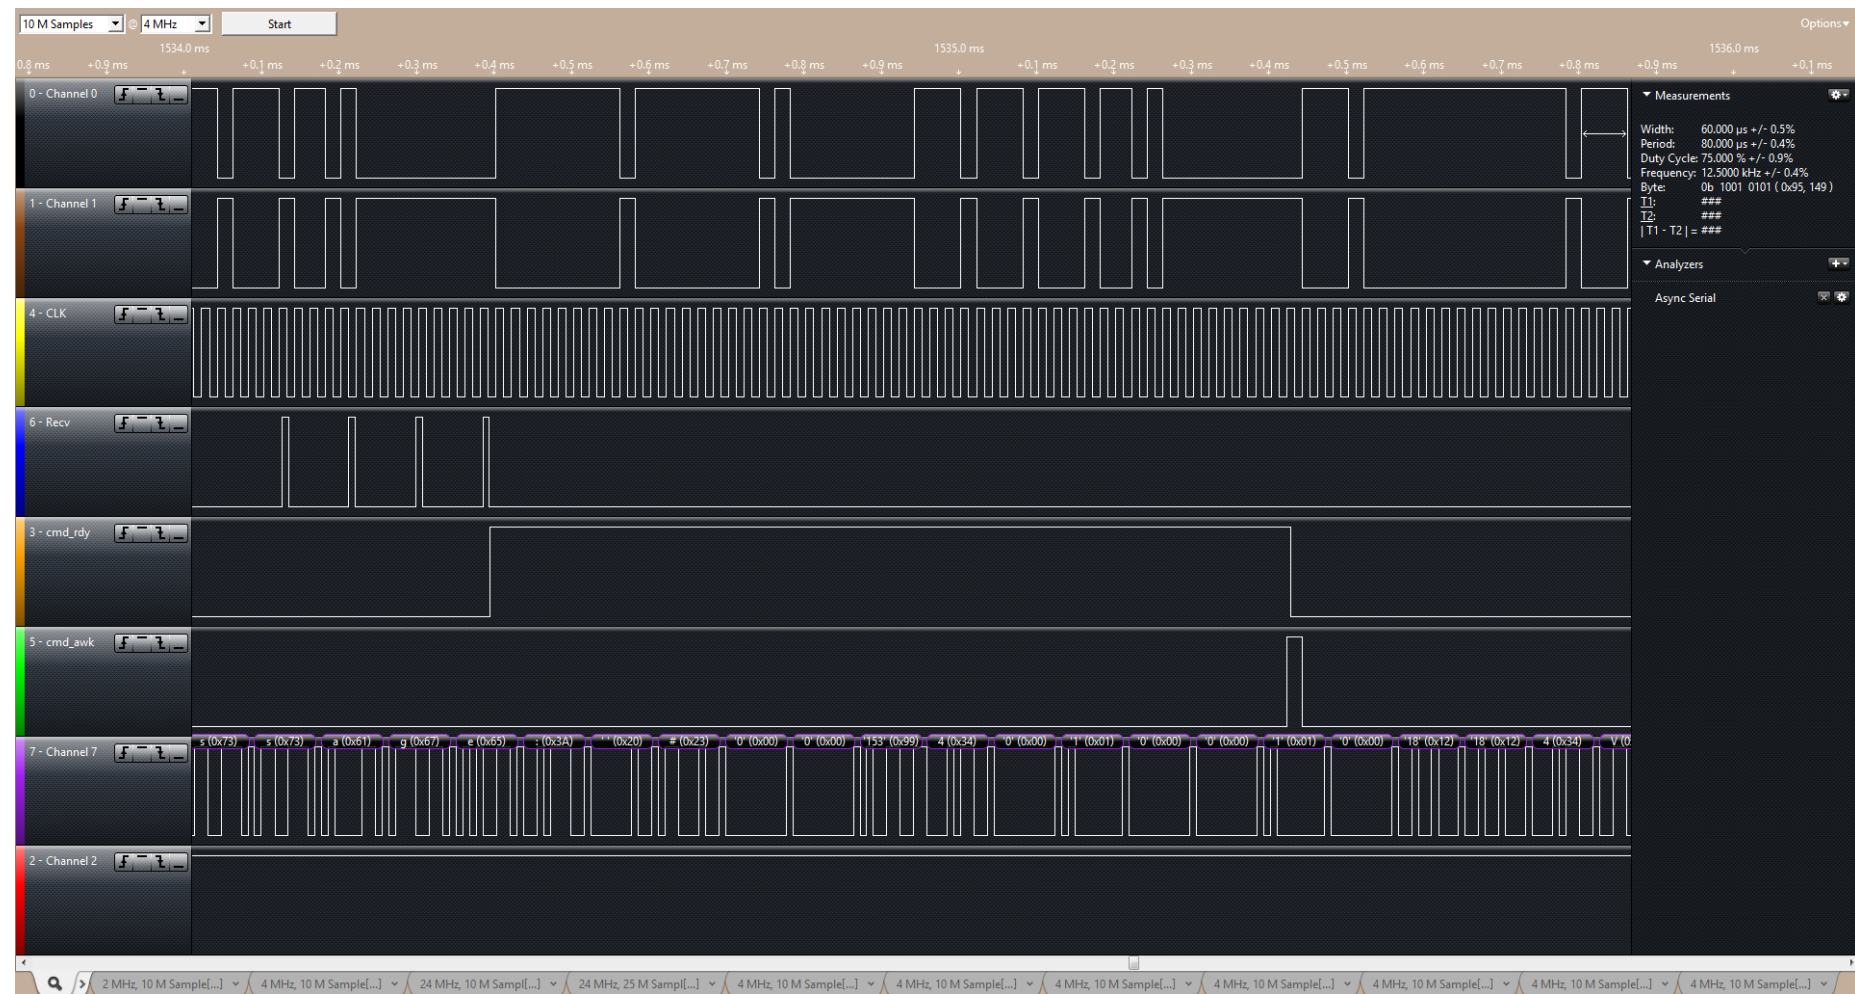 10 M Samples @ 4 MHz Start Options
1534.0 ms 1535.0 ms 1536.0 ms
0.8 ms +0.9 ms +0.1 ms +0.2 ms +0.3 ms +0.4 ms +0.5 ms +0.6 ms +0.7 ms +0.8 ms +0.9 ms +0.1 ms +0.2 ms +0.3 ms +0.4 ms +0.5 ms +0.6 ms +0.7 ms +0.8 ms +0.9 ms +0.1 ms
0 - Channel 0
1 - Channel 1
4 - CLK
6 - Recv
3 - cmd_rdy
5 - cmd_awk
7 - Channel 7
s (0x73) s (0x73) a (0x61) g (0x67) e (0x65) : (0x3A) ' ' (0x20) # (0x23) '0' (0x00) '0' (0x00) '153' (0x99) 4 (0x34) '0' (0x00) '1' (0x01) '0' (0x00) '0' (0x00) '1' (0x01) '0' (0x00) '18' (0x12) '18' (0x12) 4 (0x34) V (0
2 - Channel 2
Measurements
Width: 60.000 µs +/- 0.5%
Period: 80.000 µs +/- 0.4%
Duty Cycle: 75.000 % +/- 0.9%
Frequency: 12.5000 kHz +/- 0.4%
Byte: 0b 1001 0101 ( 0x95, 149 )
T1: ###
T2: ###
| T1 - T2 | = ###
Analyzers
Async Serial
2 MHz, 10 M Sample[...] 4 MHz, 10 M Sample[...] 24 MHz, 10 M Sampl[...] 24 MHz, 25 M Sampl[...] 4 MHz, 10 M Sample[...] 4 MHz, 10 M Sample[...] 4 MHz, 10 M Sample[...] 4 MHz, 10 M Sample[...] 4 MHz, 10 M Sample[...] 4 MHz, 10 M Sample[...] 4 MHz, 10 M Sample[...]